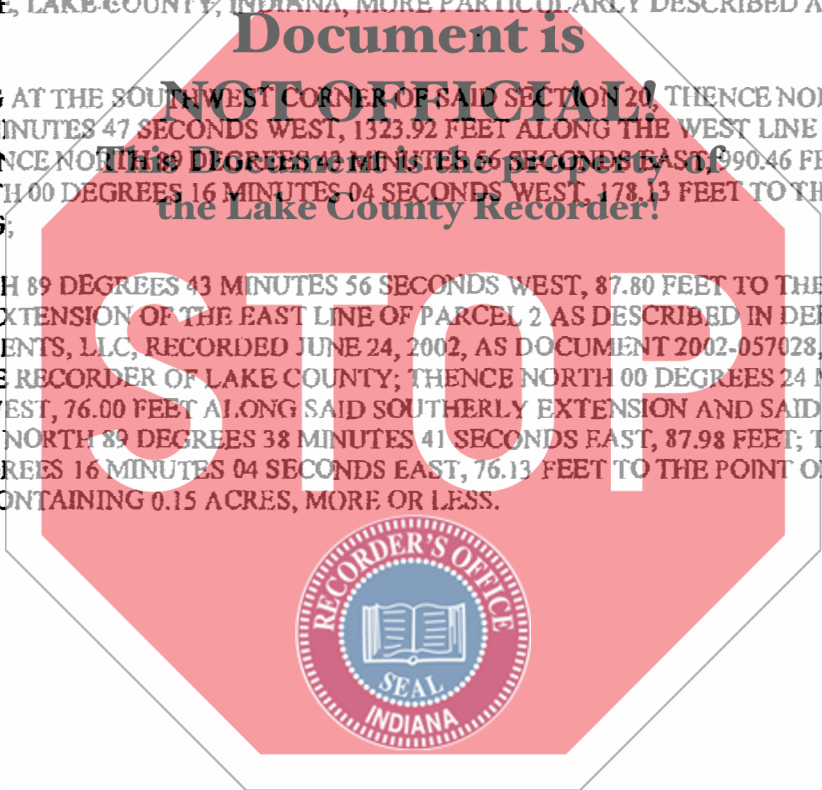 E, LAKE COUNTY, INDIANA, MORE PARTICULARLY DESCRIBED A
Document is
NOT OFFICIAL!
This Document is the property of
the Lake County Recorder!
AT THE SOUTHWEST CORNER OF SAID SECTION 20, THENCE NO
INUTES 47 SECONDS WEST, 1323.92 FEET ALONG THE WEST LINE
NCE NORTH 89 DEGREES 43 MINUTES 56 SECONDS EAST, 990.46 FE
H 00 DEGREES 16 MINUTES 04 SECONDS WEST, 178.13 FEET TO TH
G;
H 89 DEGREES 43 MINUTES 56 SECONDS WEST, 87.80 FEET TO THE
XTENSION OF THE EAST LINE OF PARCEL 2 AS DESCRIBED IN DE
ENTS, LLC, RECORDED JUNE 24, 2002, AS DOCUMENT 2002-057028,
E RECORDER OF LAKE COUNTY; THENCE NORTH 00 DEGREES 24
EST, 76.00 FEET ALONG SAID SOUTHERLY EXTENSION AND SAID
NORTH 89 DEGREES 38 MINUTES 41 SECONDS EAST, 87.98 FEET; T
REES 16 MINUTES 04 SECONDS EAST, 76.13 FEET TO THE POINT O
ONTAINING 0.15 ACRES, MORE OR LESS.
STOP
RECORDER'S OFFICE
SEAL
INDIANA